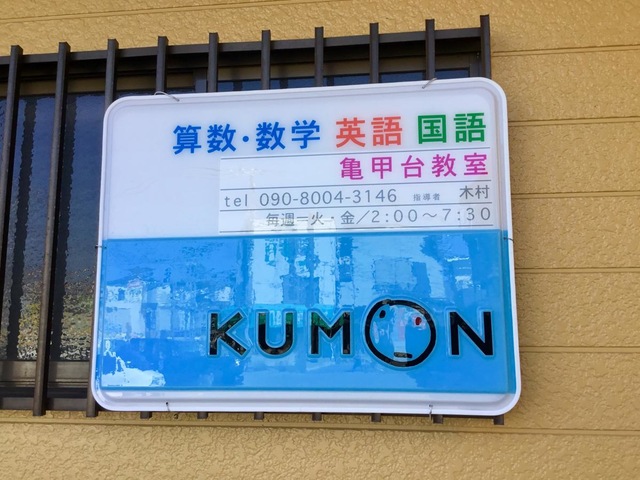 算数・数学 英語 国語
亀甲台教室
tel 090-8004-3146 指導者 木村
毎週－火・金／2:00～7:30
KUMON